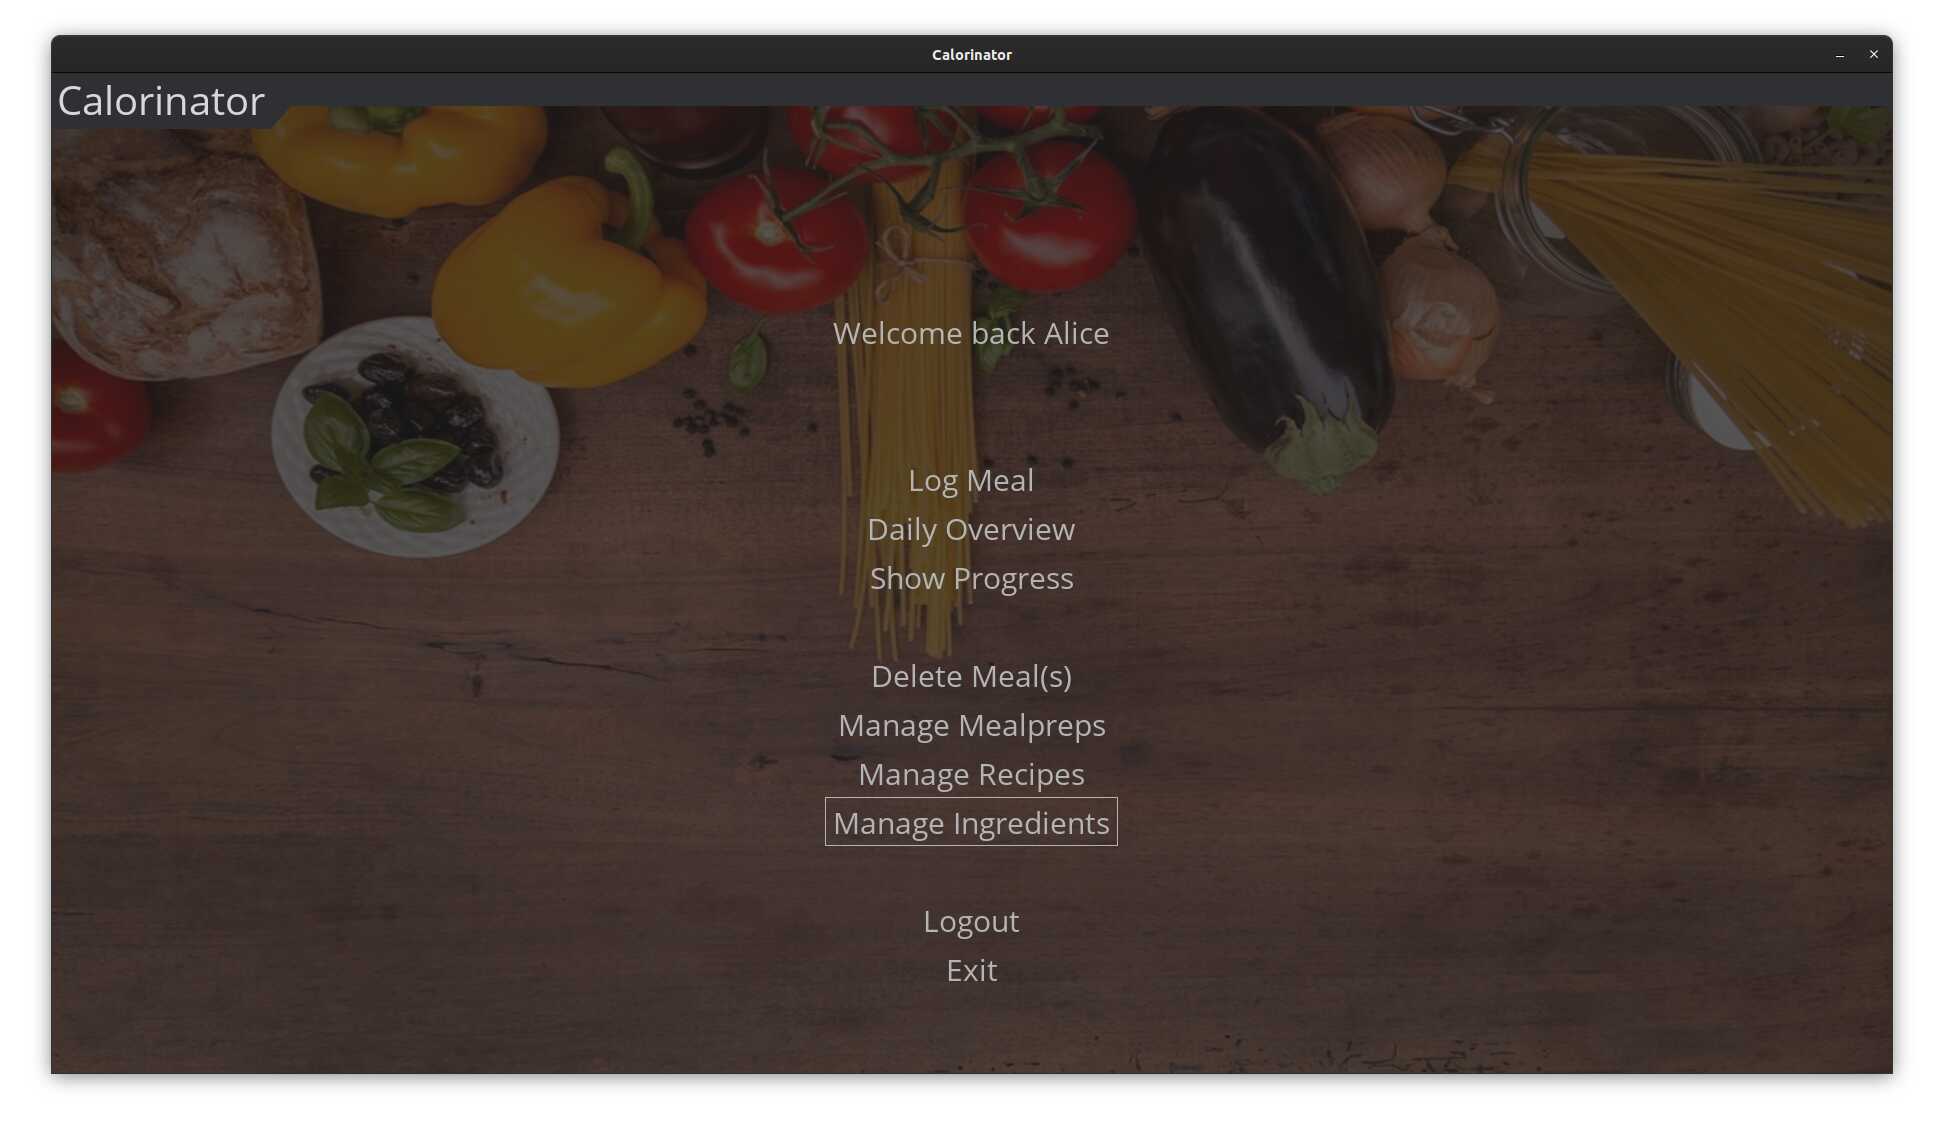 Calorinator
Calorinator
Welcome back Alice
Log Meal
Daily Overview
Show Progress
Delete Meal(s)
Manage Mealpreps
Manage Recipes
Manage Ingredients
Logout
Exit